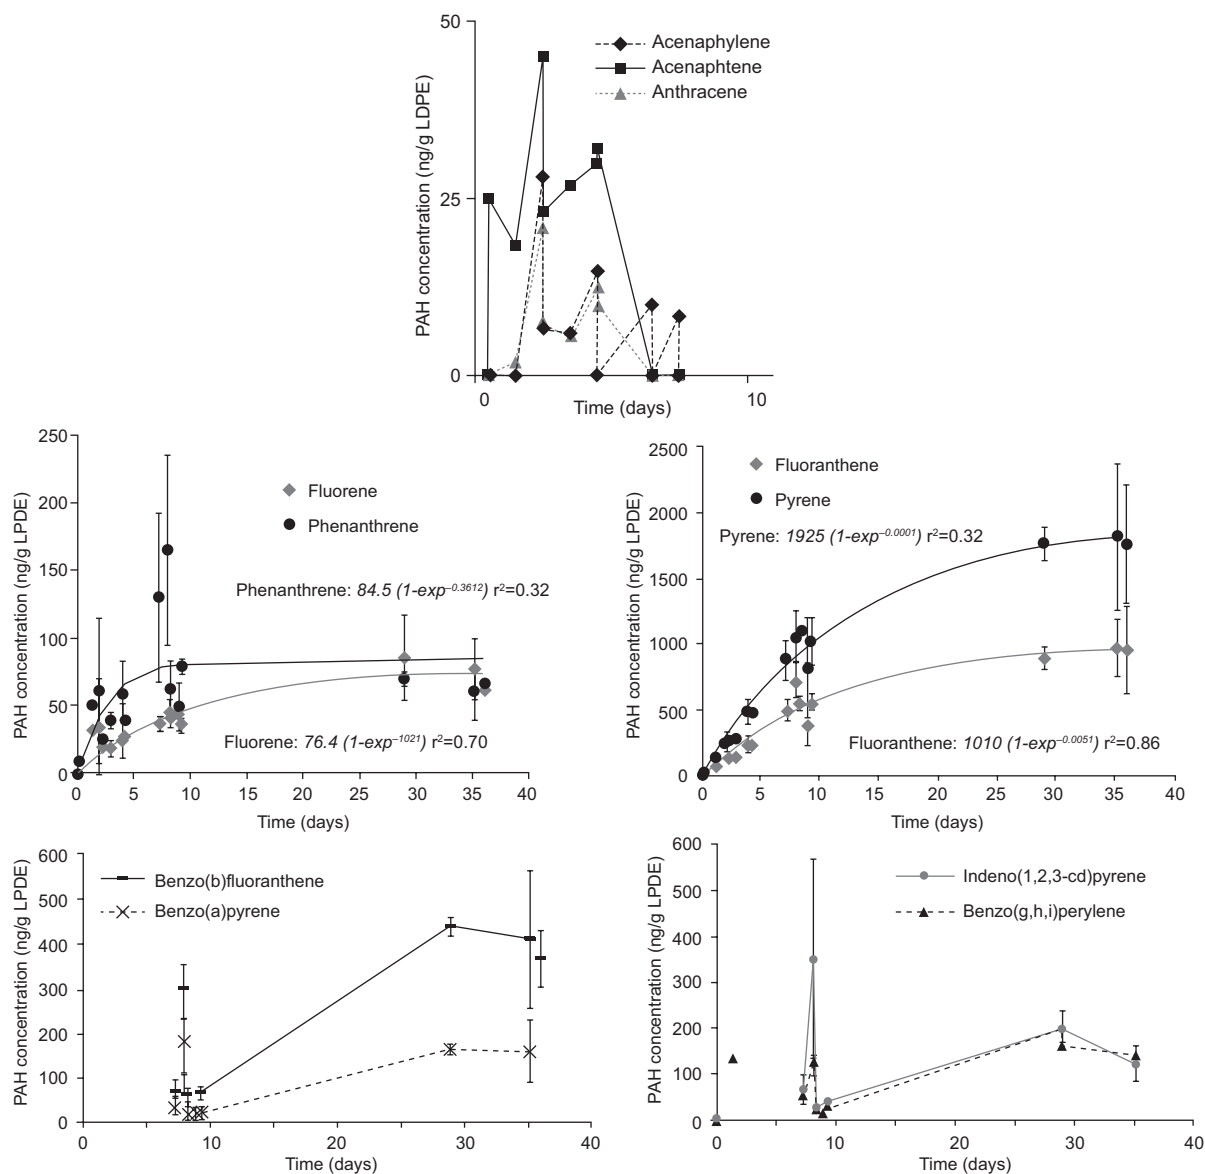 50
25
0
0
10
PAH concentration (ng/g LDPE)
Time (days)
Acenaphylene
Acenaphtene
Anthracene
250
200
150
100
50
0
0 5 10 15 20 25 30 35 40
PAH concentration (ng/g LPDE)
Time (days)
Fluorene
Phenanthrene
Phenanthrene: 84.5 (1-exp–0.3612) r2=0.32
Fluorene: 76.4 (1-exp–1021) r2=0.70
2500
2000
1500
1000
500
0
0 5 10 15 20 25 30 35 40
PAH concentration (ng/g LPDE)
Time (days)
Fluoranthene
Pyrene
Pyrene: 1925 (1-exp–0.0001) r2=0.32
Fluoranthene: 1010 (1-exp–0.0051) r2=0.86
600
500
400
300
200
100
0
0 10 20 30 40
PAH concentration (ng/g LPDE)
Time (days)
Benzo(b)fluoranthene
Benzo(a)pyrene
600
500
400
300
200
100
0
0 10 20 30 40
PAH concentration (ng/g LPDE)
Time (days)
Indeno(1,2,3-cd)pyrene
Benzo(g,h,i)perylene